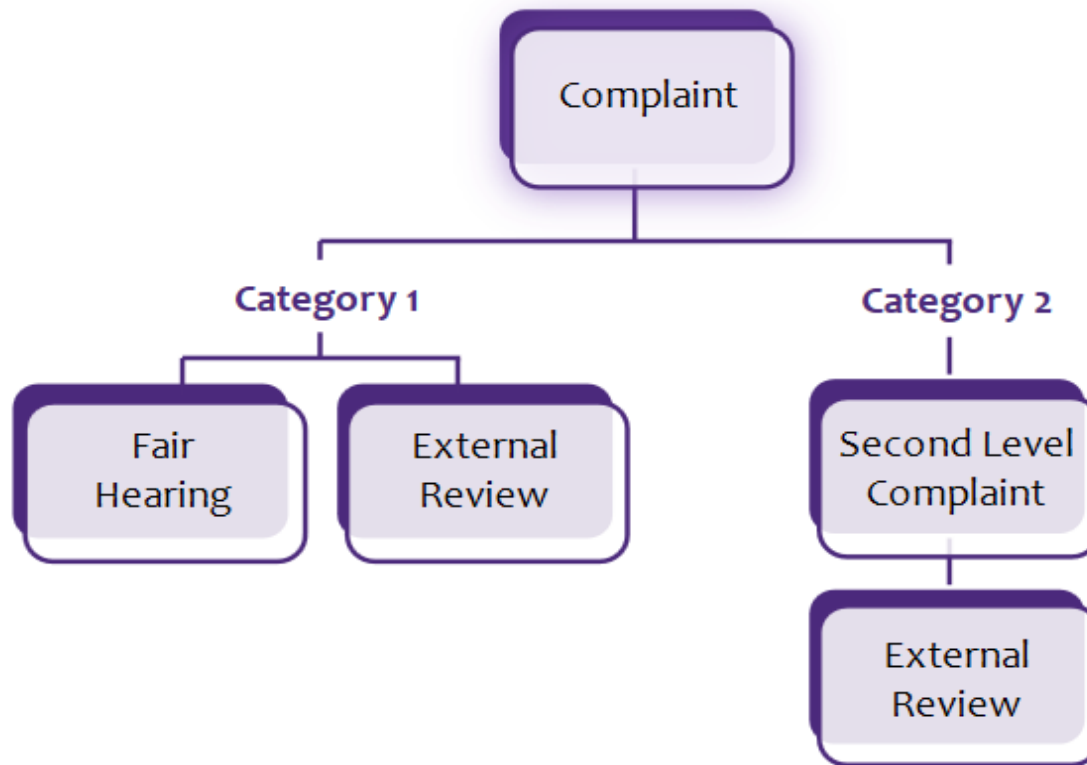 Complaint
Category 1
Category 2
Fair
Hearing
External
Review
Second Level
Complaint
External
Review